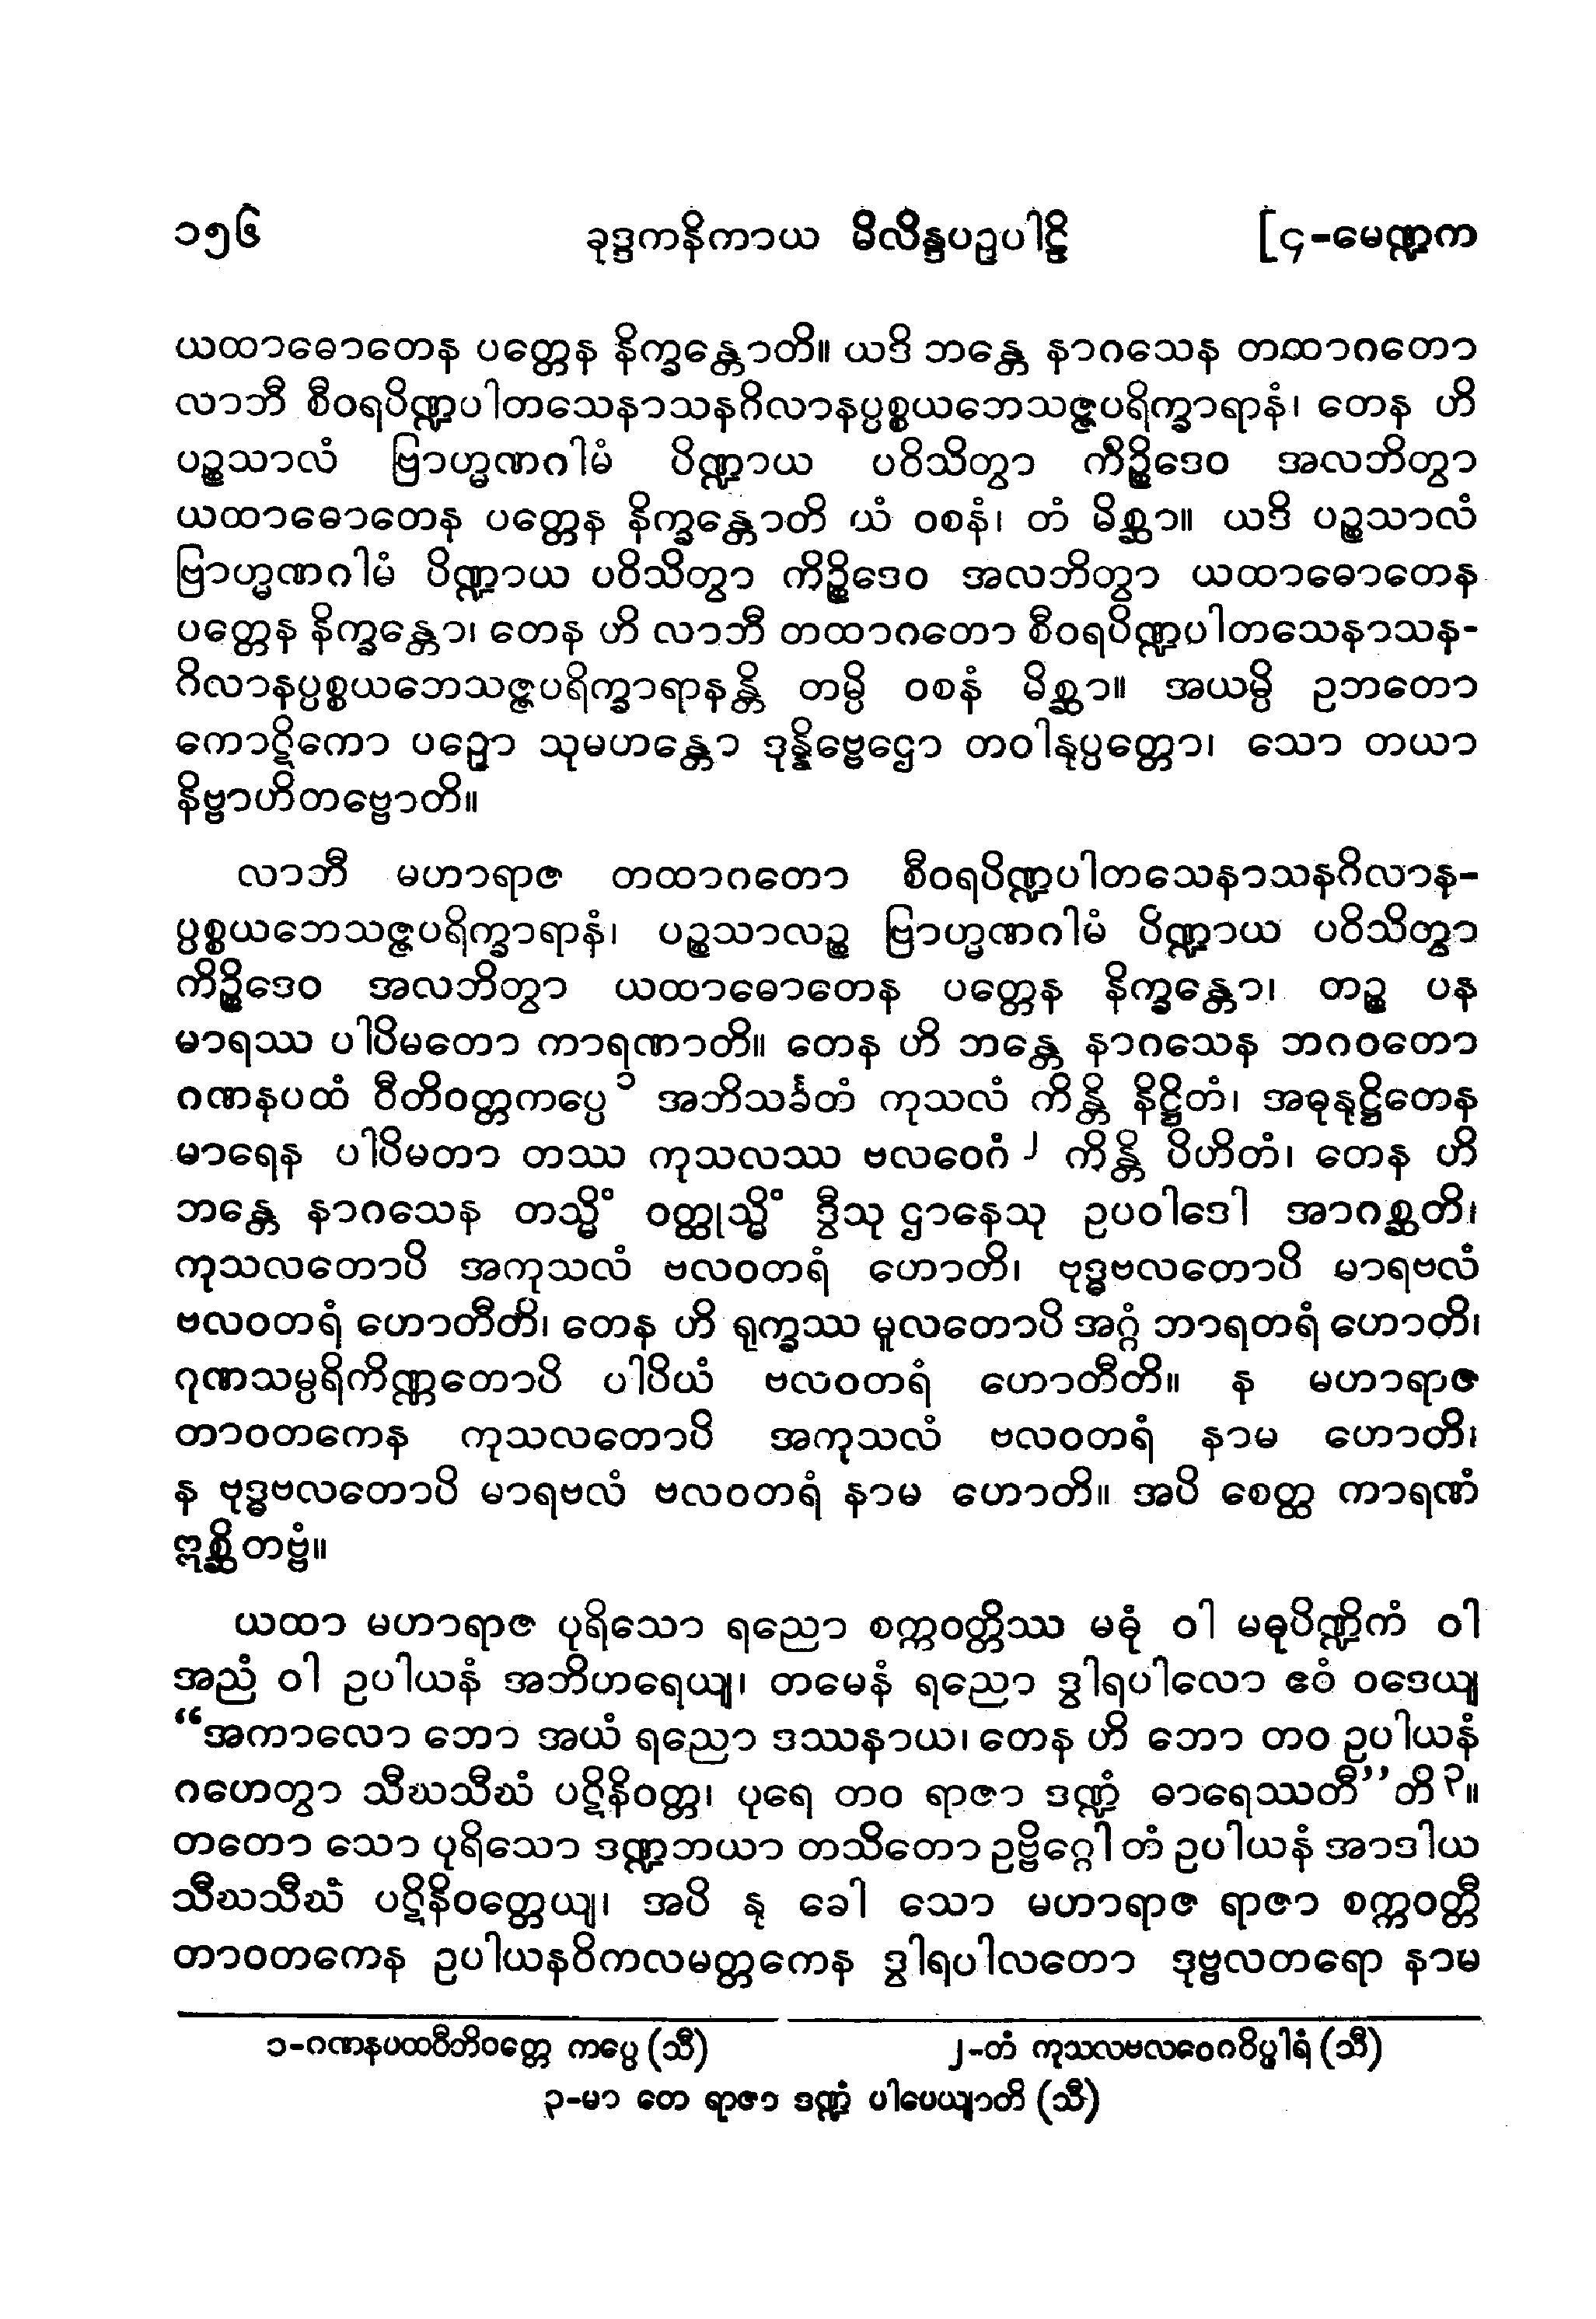 ၁၅၆ ခုဒ္ဒကနိကာယ မိလိန္ဒပဉှပါဠိ [၄-မေဏ္ဍက
ယထာဓောတေန ပတ္တေန နိက္ခန္တောတိ။ ယဒိ ဘန္တေ နာဂသေန တထာဂတော
လာဘီ စီဝရပိဏ္ဍပါတသေနာသနဂိလာနပ္ပစ္စယဘေသဇ္ဇပရိက္ခာရာနံ၊ တေန ဟိ
ပဉ္စသာလံ ဗြာဟ္မဏဂါမံ ပိဏ္ဍာယ ပဝိသိတွာ ကိဉ္စိဒေဝ အလဘိတွာ
ယထာဓောတေန ပတ္တေန နိက္ခန္တောတိ ယံ ဝစနံ၊ တံ မိစ္ဆာ။ ယဒိ ပဉ္စသာလံ
ဗြာဟ္မဏဂါမံ ပိဏ္ဍာယ ပဝိသိတွာ ကိဉ္စိဒေဝ အလဘိတွာ ယထာဓောတေန
ပတ္တေန နိက္ခန္တော၊ တေန ဟိ လာဘီ တထာဂတော စီဝရပိဏ္ဍပါတသေနာသန-
ဂိလာနပ္ပစ္စယဘေသဇ္ဇပရိက္ခာရာနန္တိ တမ္ပိ ဝစနံ မိစ္ဆာ။ အယမ္ပိ ဥဘတော
ကောဋိကော ပဉှော သုမဟန္တော ဒုန္နိဗ္ဗေဌော တဝါနုပ္ပတ္တော၊ သော တယာ
နိဗ္ဗာဟိတဗ္ဗောတိ။
လာဘီ မဟာရာဇ တထာဂတော စီဝရပိဏ္ဍပါတသေနာသနဂိလာန-
ပ္ပစ္စယဘေသဇ္ဇပရိက္ခာရာနံ၊ ပဉ္စသာလဉ္စ ဗြာဟ္မဏဂါမံ ပိဏ္ဍာယ ပဝိသိတွာ
ကိဉ္စိဒေဝ အလဘိတွာ ယထာဓောတေန ပတ္တေန နိက္ခန္တော၊ တဉ္စ ပန
မာရဿ ပါပိမတော ကာရဏာတိ။ တေန ဟိ ဘန္တေ နာဂသေန ဘဂဝတော
ဂဏနပထံ ဝီတိဝတ္တကပ္ပေ ၁ အဘိသင်္ခတံ ကုသလံ ကိန္တိ နိဋ္ဌိတံ၊ အဓုနုဋ္ဌိတေန
မာရေန ပါပိမတာ တဿ ကုသလဿ ဗလဝေဂံ ၂ ကိန္တိ ပိဟိတံ၊ တေန ဟိ
ဘန္တေ နာဂသေန တသ္မိံ ဝတ္ထုသ္မိံ ဒွီသု ဌာနေသု ဥပဝါဒေါ အာဂစ္ဆတိ၊
ကုသလတောပိ အကုသလံ ဗလဝတရံ ဟောတိ၊ ဗုဒ္ဓဗလတောပိ မာရဗလံ
ဗလဝတရံ ဟောတီတိ၊ တေန ဟိ ရုက္ခဿ မူလတောပိ အဂ္ဂံ ဘာရတရံ ဟောတိ၊
ဂုဏသမ္ပရိကိဏ္ဏတောပိ ပါပိယံ ဗလဝတရံ ဟောတီတိ။ န မဟာရာဇ
တာဝတကေန ကုသလတောပိ အကုသလံ ဗလဝတရံ နာမ ဟောတိ၊
န ဗုဒ္ဓဗလတောပိ မာရဗလံ ဗလဝတရံ နာမ ဟောတိ။ အပိ စေတ္ထ ကာရဏံ
ဣစ္ဆိတဗ္ဗံ။
ယထာ မဟာရာဇ ပုရိသော ရညော စက္ကဝတ္တိဿ မဓုံ ဝါ မဓုပိဏ္ဍိကံ ဝါ
အညံ ဝါ ဥပါယနံ အဘိဟရေယျ၊ တမေနံ ရညော ဒွါရပါလော ဧဝံ ဝဒေယျ
“အကာလော ဘော အယံ ရညော ဒဿနာယ၊ တေန ဟိ ဘော တဝ ဥပါယနံ
ဂဟေတွာ သီဃသီဃံ ပဋိနိဝတ္တ၊ ပုရေ တဝ ရာဇာ ဒဏ္ဍံ ဓာရေဿတီ”တိ ၃။
တတော သော ပုရိသော ဒဏ္ဍဘယာ တသိတော ဥဗ္ဗိဂ္ဂေါ တံ ဥပါယနံ အာဒါယ
သီဃသီဃံ ပဋိနိဝတ္တေယျ၊ အပိ နု ခေါ သော မဟာရာဇ ရာဇာ စက္ကဝတ္တီ
တာဝတကေန ဥပါယနဝိကလမတ္တကေန ဒွါရပါလတော ဒုဗ္ဗလတရော နာမ
၁-ဂဏနပထဝီတိဝတ္တေ ကပ္ပေ (သီ) ၂-တံ ကုသလဗလဝေဂဝိပ္ဖါရံ (သီ)
၃-မာ တေ ရာဇာ ဒဏ္ဍံ ပါပေယျာတိ (သီ)